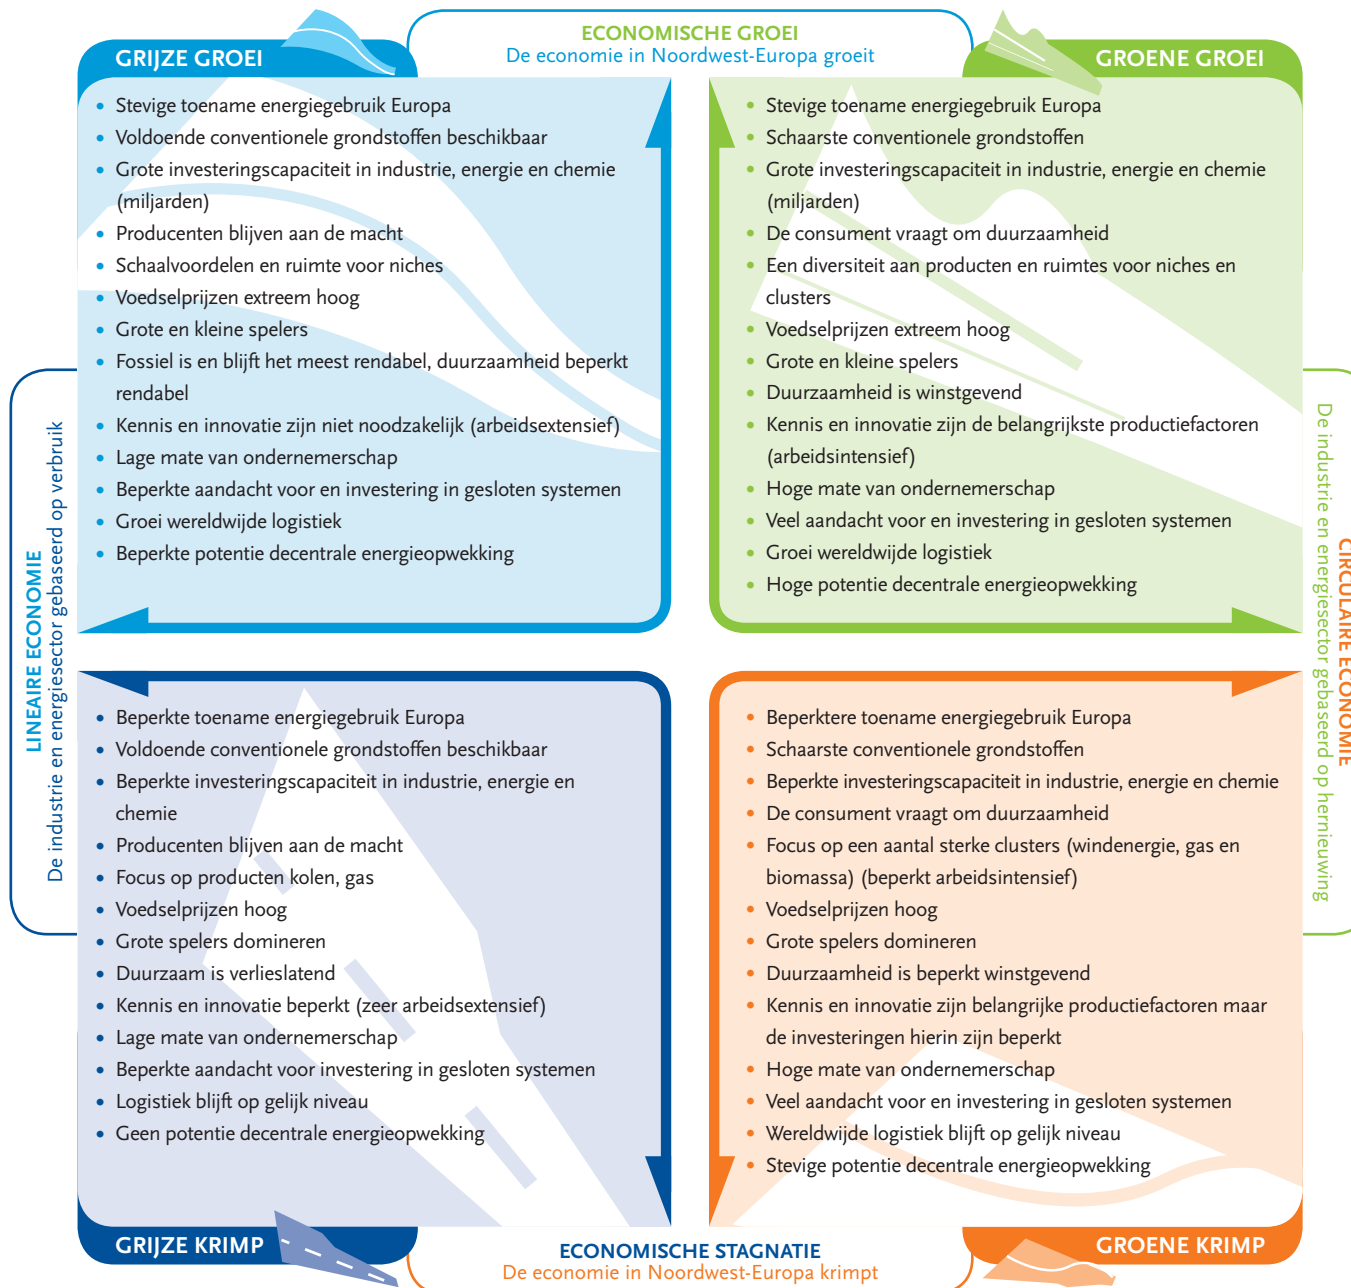 ECONOMISCHE GROEI
De economie in Noordwest-Europa groeit
GRIJZE GROEI
• Stevige toename energiegebruik Europa
• Voldoende conventionele grondstoffen beschikbaar
• Grote investeringscapaciteit in industrie, energie en chemie
(miljarden)
• Producenten blijven aan de macht
• Schaalvoordelen en ruimte voor niches
• Voedselprijzen extreem hoog
• Grote en kleine spelers
• Fossiel is en blijft het meest rendabel, duurzaamheid beperkt
rendabel
• Kennis en innovatie zijn niet noodzakelijk (arbeidsextensief)
• Lage mate van ondernemerschap
• Beperkte aandacht voor en investering in gesloten systemen
• Groei wereldwijde logistiek
• Beperkte potentie decentrale energieopwekking
GROENE GROEI
• Stevige toename energiegebruik Europa
• Schaarste conventionele grondstoffen
• Grote investeringscapaciteit in industrie, energie en chemie
(miljarden)
• De consument vraagt om duurzaamheid
• Een diversiteit aan producten en ruimtes voor niches en
clusters
• Voedselprijzen extreem hoog
• Grote en kleine spelers
• Duurzaamheid is winstgevend
• Kennis en innovatie zijn de belangrijkste productiefactoren
(arbeidsintensief)
• Hoge mate van ondernemerschap
• Veel aandacht voor en investering in gesloten systemen
• Groei wereldwijde logistiek
• Hoge potentie decentrale energieopwekking
LINEAIRE ECONOMIE
De industrie en energiesector gebaseerd op verbruik
CIRCULAIRE ECONOMIE
De industrie en energiesector gebaseerd op hernieuwing
• Beperkte toename energiegebruik Europa
• Voldoende conventionele grondstoffen beschikbaar
• Beperkte investeringscapaciteit in industrie, energie en
chemie
• Producenten blijven aan de macht
• Focus op producten kolen, gas
• Voedselprijzen hoog
• Grote spelers domineren
• Duurzaam is verlieslatend
• Kennis en innovatie beperkt (zeer arbeidsextensief)
• Lage mate van ondernemerschap
• Beperkte aandacht voor investering in gesloten systemen
• Logistiek blijft op gelijk niveau
• Geen potentie decentrale energieopwekking
GRIJZE KRIMP
• Beperktere toename energiegebruik Europa
• Schaarste conventionele grondstoffen
• Beperkte investeringscapaciteit in industrie, energie en chemie
• De consument vraagt om duurzaamheid
• Focus op een aantal sterke clusters (windenergie, gas en
biomassa) (beperkt arbeidsintensief)
• Voedselprijzen hoog
• Grote spelers domineren
• Duurzaamheid is beperkt winstgevend
• Kennis en innovatie zijn belangrijke productiefactoren maar
de investeringen hierin zijn beperkt
• Hoge mate van ondernemerschap
• Veel aandacht voor en investering in gesloten systemen
• Wereldwijde logistiek blijft op gelijk niveau
• Stevige potentie decentrale energieopwekking
GROENE KRIMP
ECONOMISCHE STAGNATIE
De economie in Noordwest-Europa krimpt